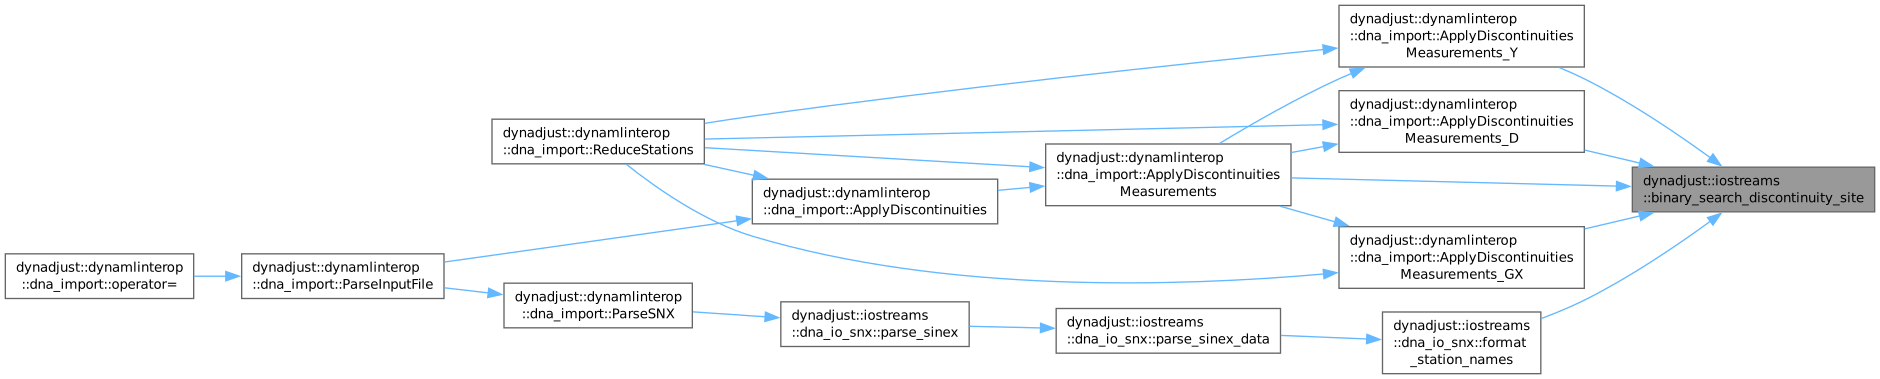 dynadjust::dynamlinterop
::dna_import::ApplyDiscontinuities
Measurements_Y
dynadjust::dynamlinterop
::dna_import::ApplyDiscontinuities
Measurements_D
dynadjust::dynamlinterop
::dna_import::ReduceStations
dynadjust::dynamlinterop
::dna_import::ApplyDiscontinuities
Measurements
dynadjust::iostreams
::binary_search_discontinuity_site
dynadjust::dynamlinterop
::dna_import::ApplyDiscontinuities
dynadjust::dynamlinterop
::dna_import::ApplyDiscontinuities
Measurements_GX
dynadjust::dynamlinterop
::dna_import::operator=
dynadjust::dynamlinterop
::dna_import::ParseInputFile
dynadjust::dynamlinterop
::dna_import::ParseSNX
dynadjust::iostreams
::dna_io_snx::parse_sinex
dynadjust::iostreams
::dna_io_snx::parse_sinex_data
dynadjust::iostreams
::dna_io_snx::format
_station_names